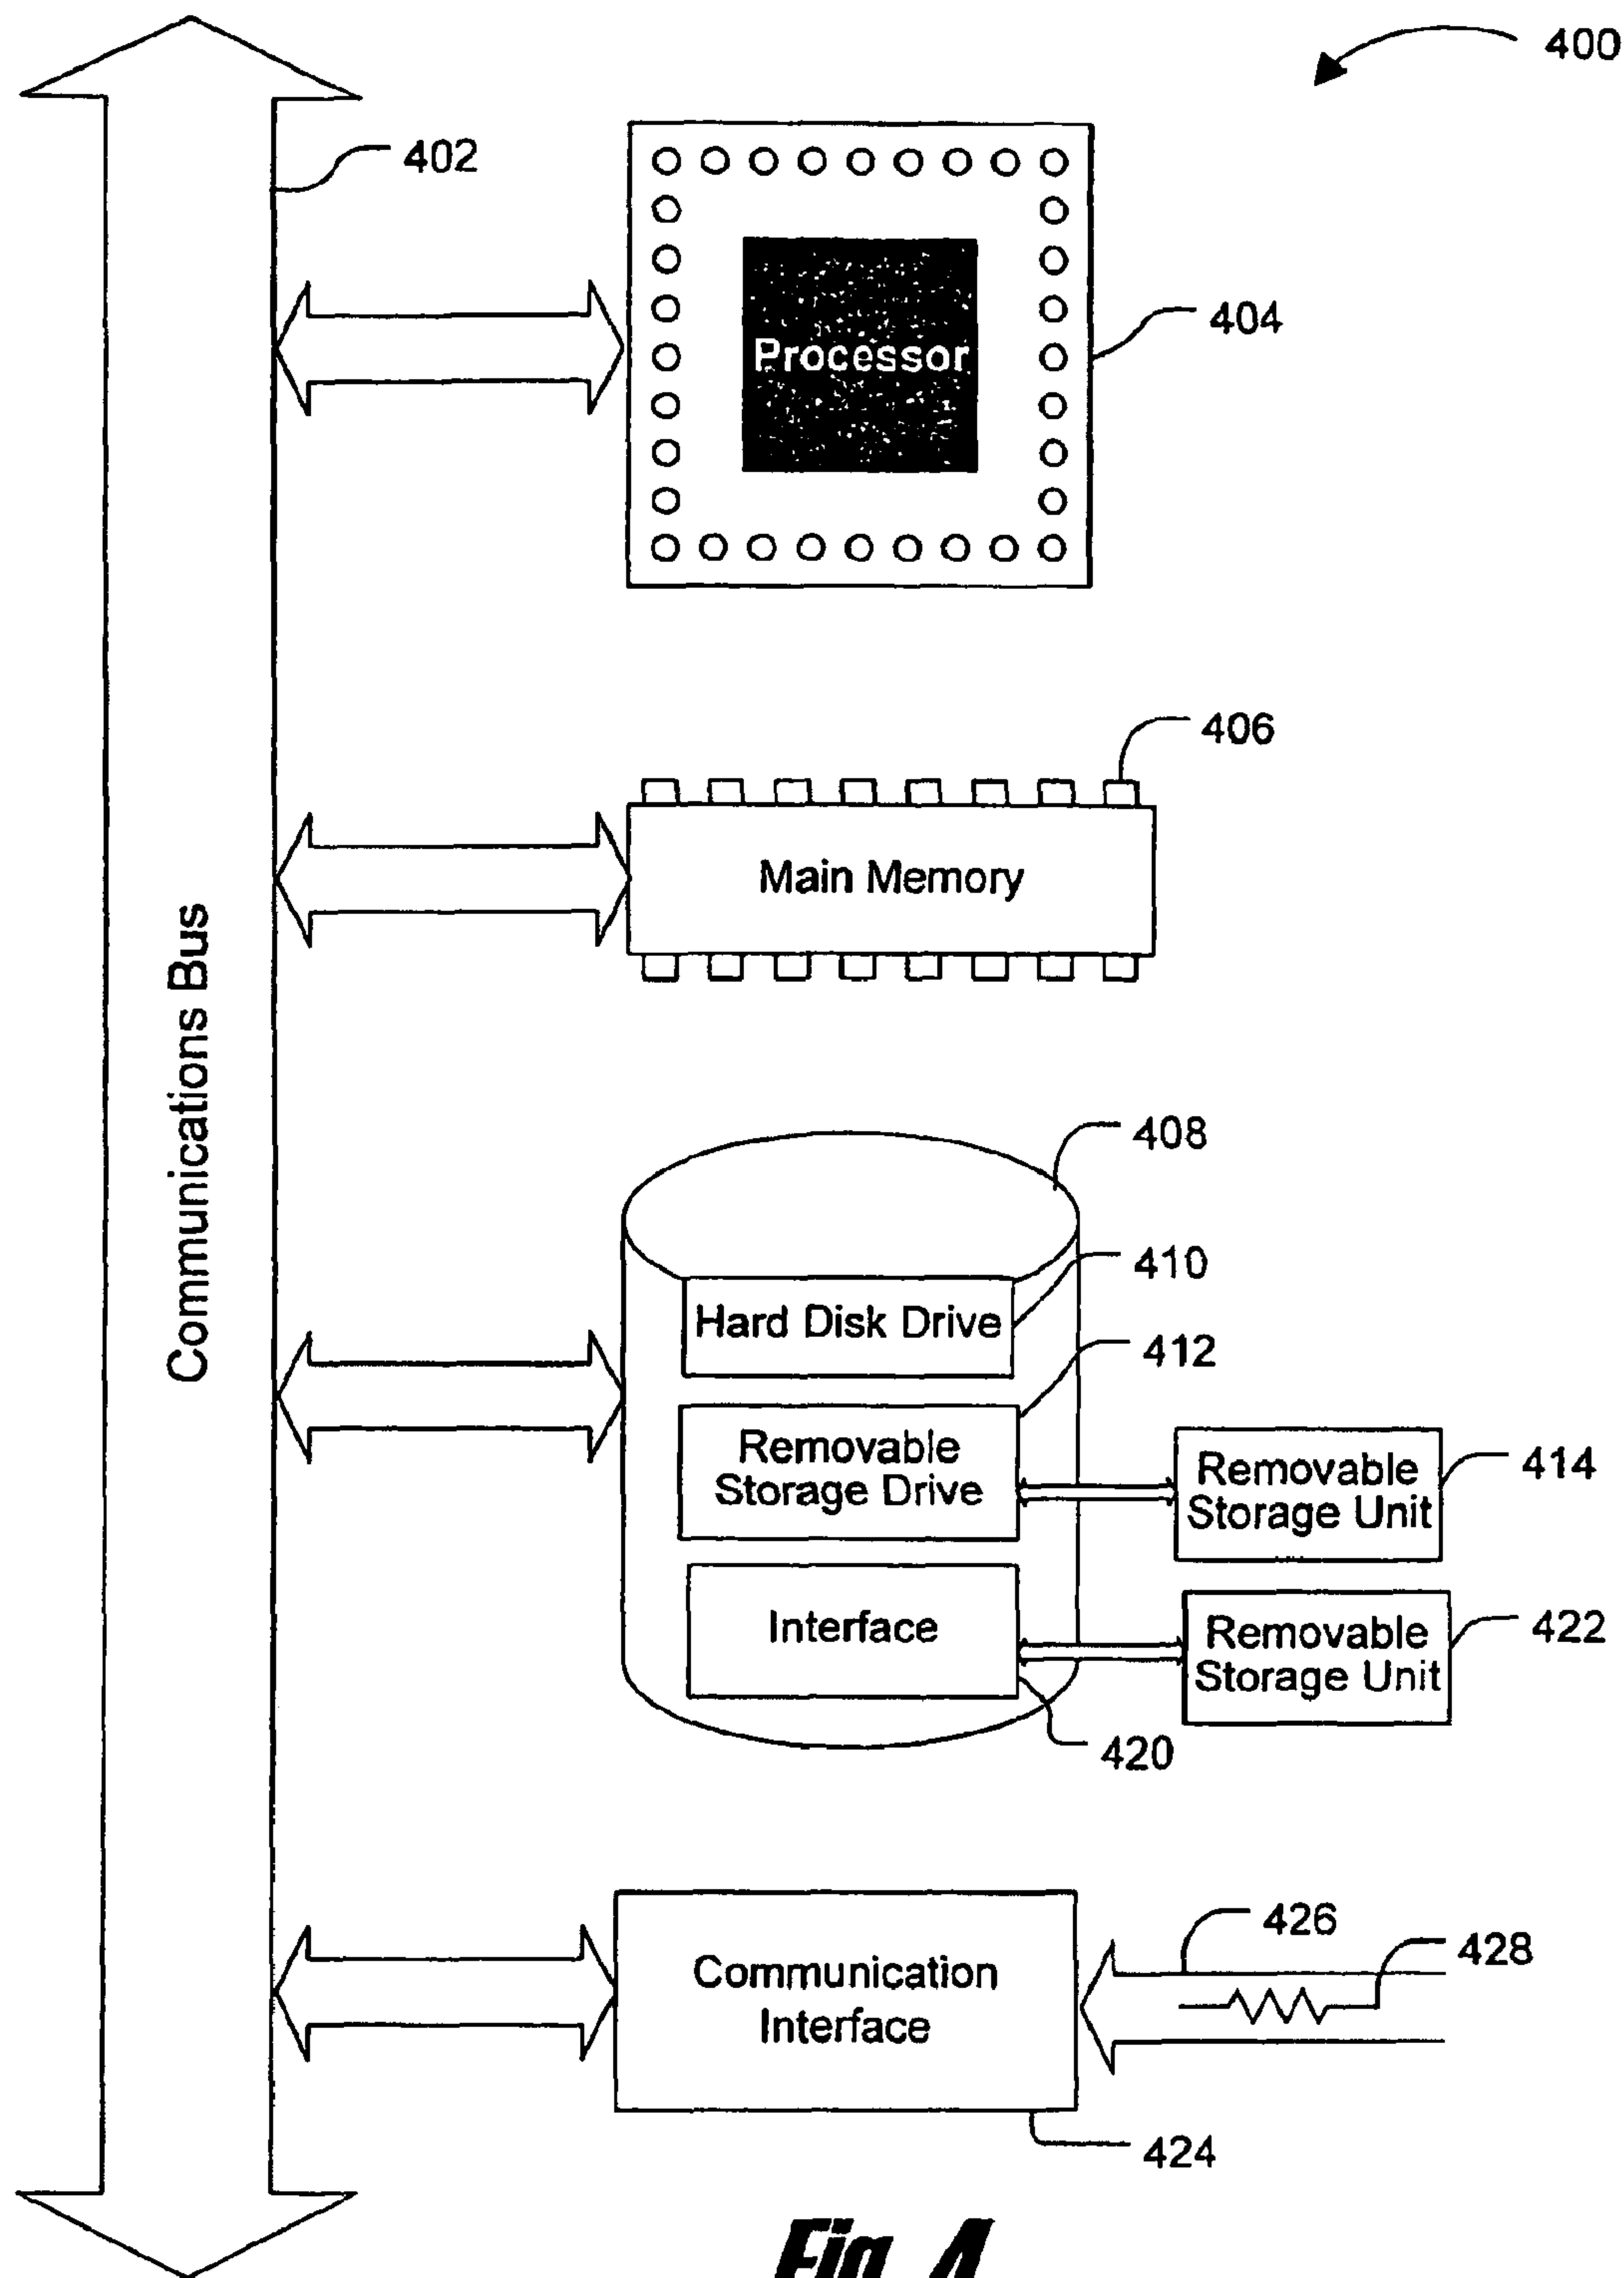 400
402
Processor
404
406
Main Memory
Communications Bus
408
410
Hard Disk Drive
412
Removable
Storage Drive
Removable
Storage Unit
414
Interface
Removable
Storage Unit
422
420
426
428
Communication
Interface
424
Fig. 4